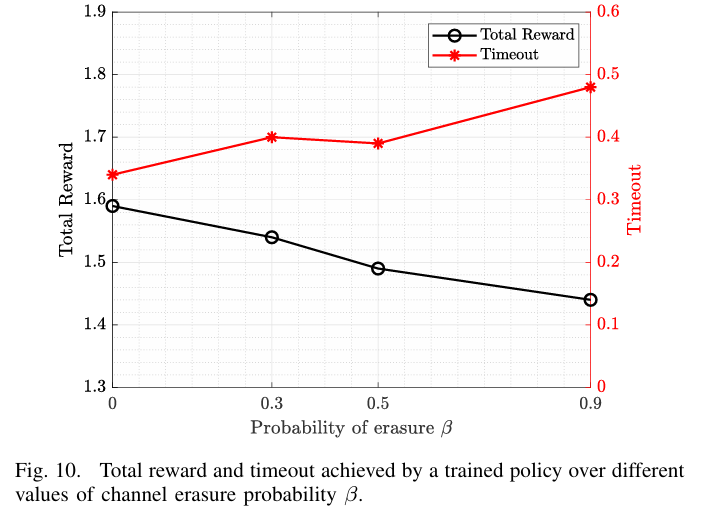 1.9
1.8
1.7
1.6
1.5
1.4
1.3
Total Reward
0.6
0.5
0.4
0.3
0.2
0.1
0
Timeout
Total Reward
Timeout
0 0.3 0.5 0.9
Probability of erasure β
Fig. 10. Total reward and timeout achieved by a trained policy over different
values of channel erasure probability β.